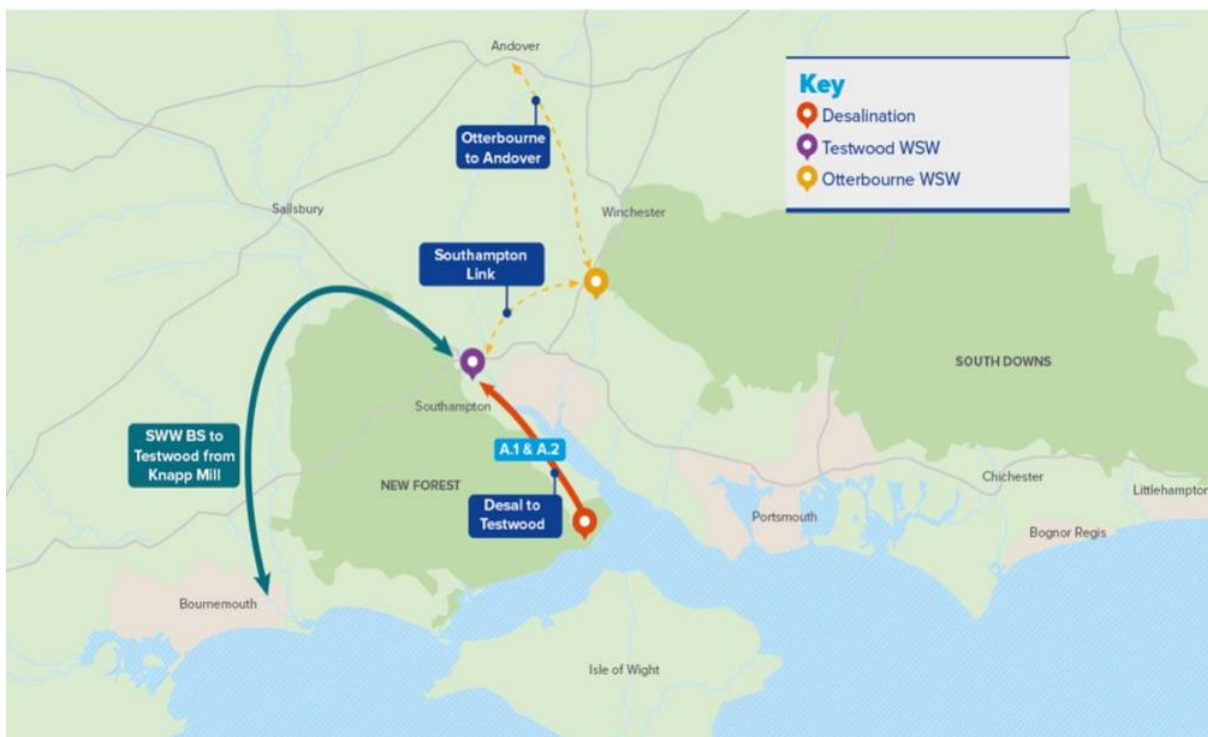 Andover
Key
Desalination
Testwood WSW
Otterbourne WSW
Otterbourne
to Andover
Sailsbury
Winchester
Southampton
Link
SOUTH DOWNS
Southampton
SWW BS to
Testwood from
Knapp Mill
A.1 & A.2
NEW FOREST
Desal to
Testwood
Chichester
Littlehampton
Portsmouth
Bognor Regis
Bournemouth
Isle of Wight